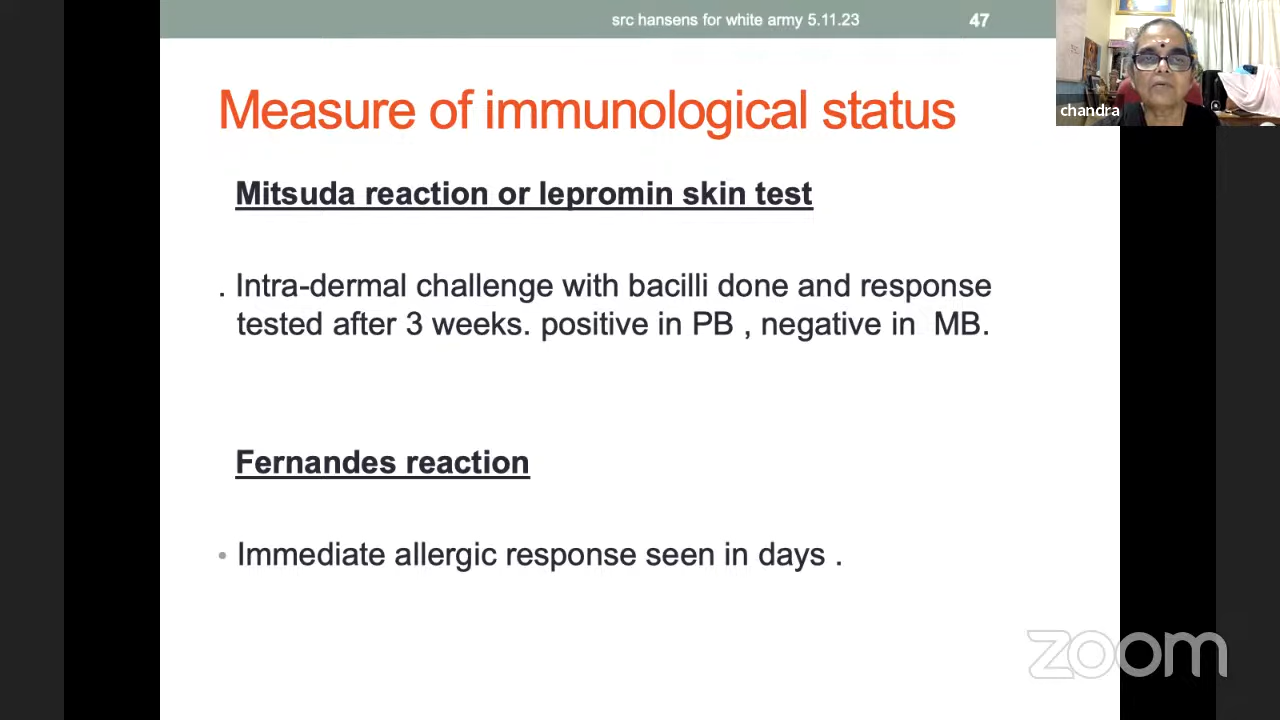 src hansens for white army 5.11.23 47
chandra
Measure of immunological status
Mitsuda reaction or lepromin skin test
. Intra-dermal challenge with bacilli done and response
tested after 3 weeks. positive in PB , negative in MB.
Fernandes reaction
• Immediate allergic response seen in days .
zoom